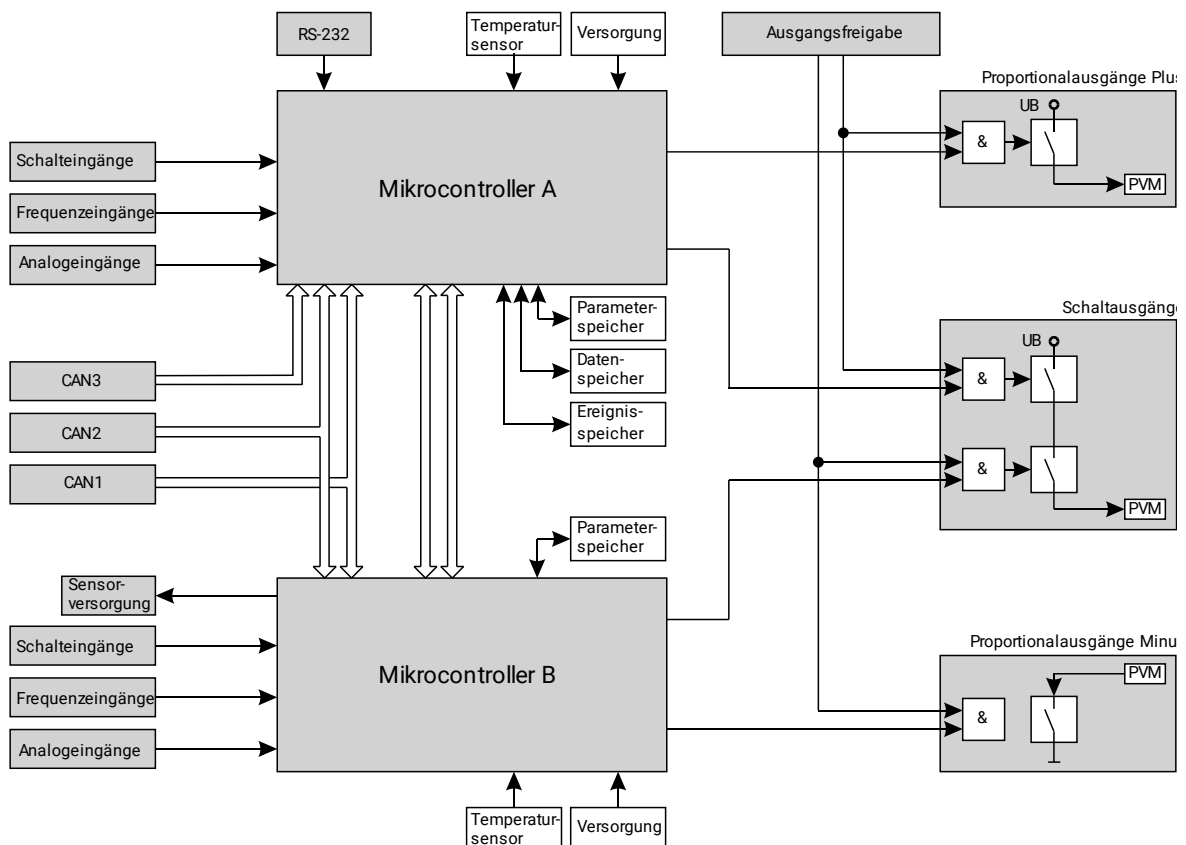 RS-232
Temperatur-
sensor
Versorgung
Ausgangsfreigabe
Proportionalausgänge Plus
UB
&
PVM
Schalteingänge
Frequenzeingänge
Analogeingänge
Mikrocontroller A
Parameter-
speicher
Daten-
speicher
Ereignis-
speicher
Schaltausgänge
UB
&
&
PVM
CAN3
CAN2
CAN1
Parameter-
speicher
Sensor-
versorgung
Schalteingänge
Frequenzeingänge
Analogeingänge
Mikrocontroller B
Proportionalausgänge Minu
PVM
&
Temperatur-
sensor
Versorgung